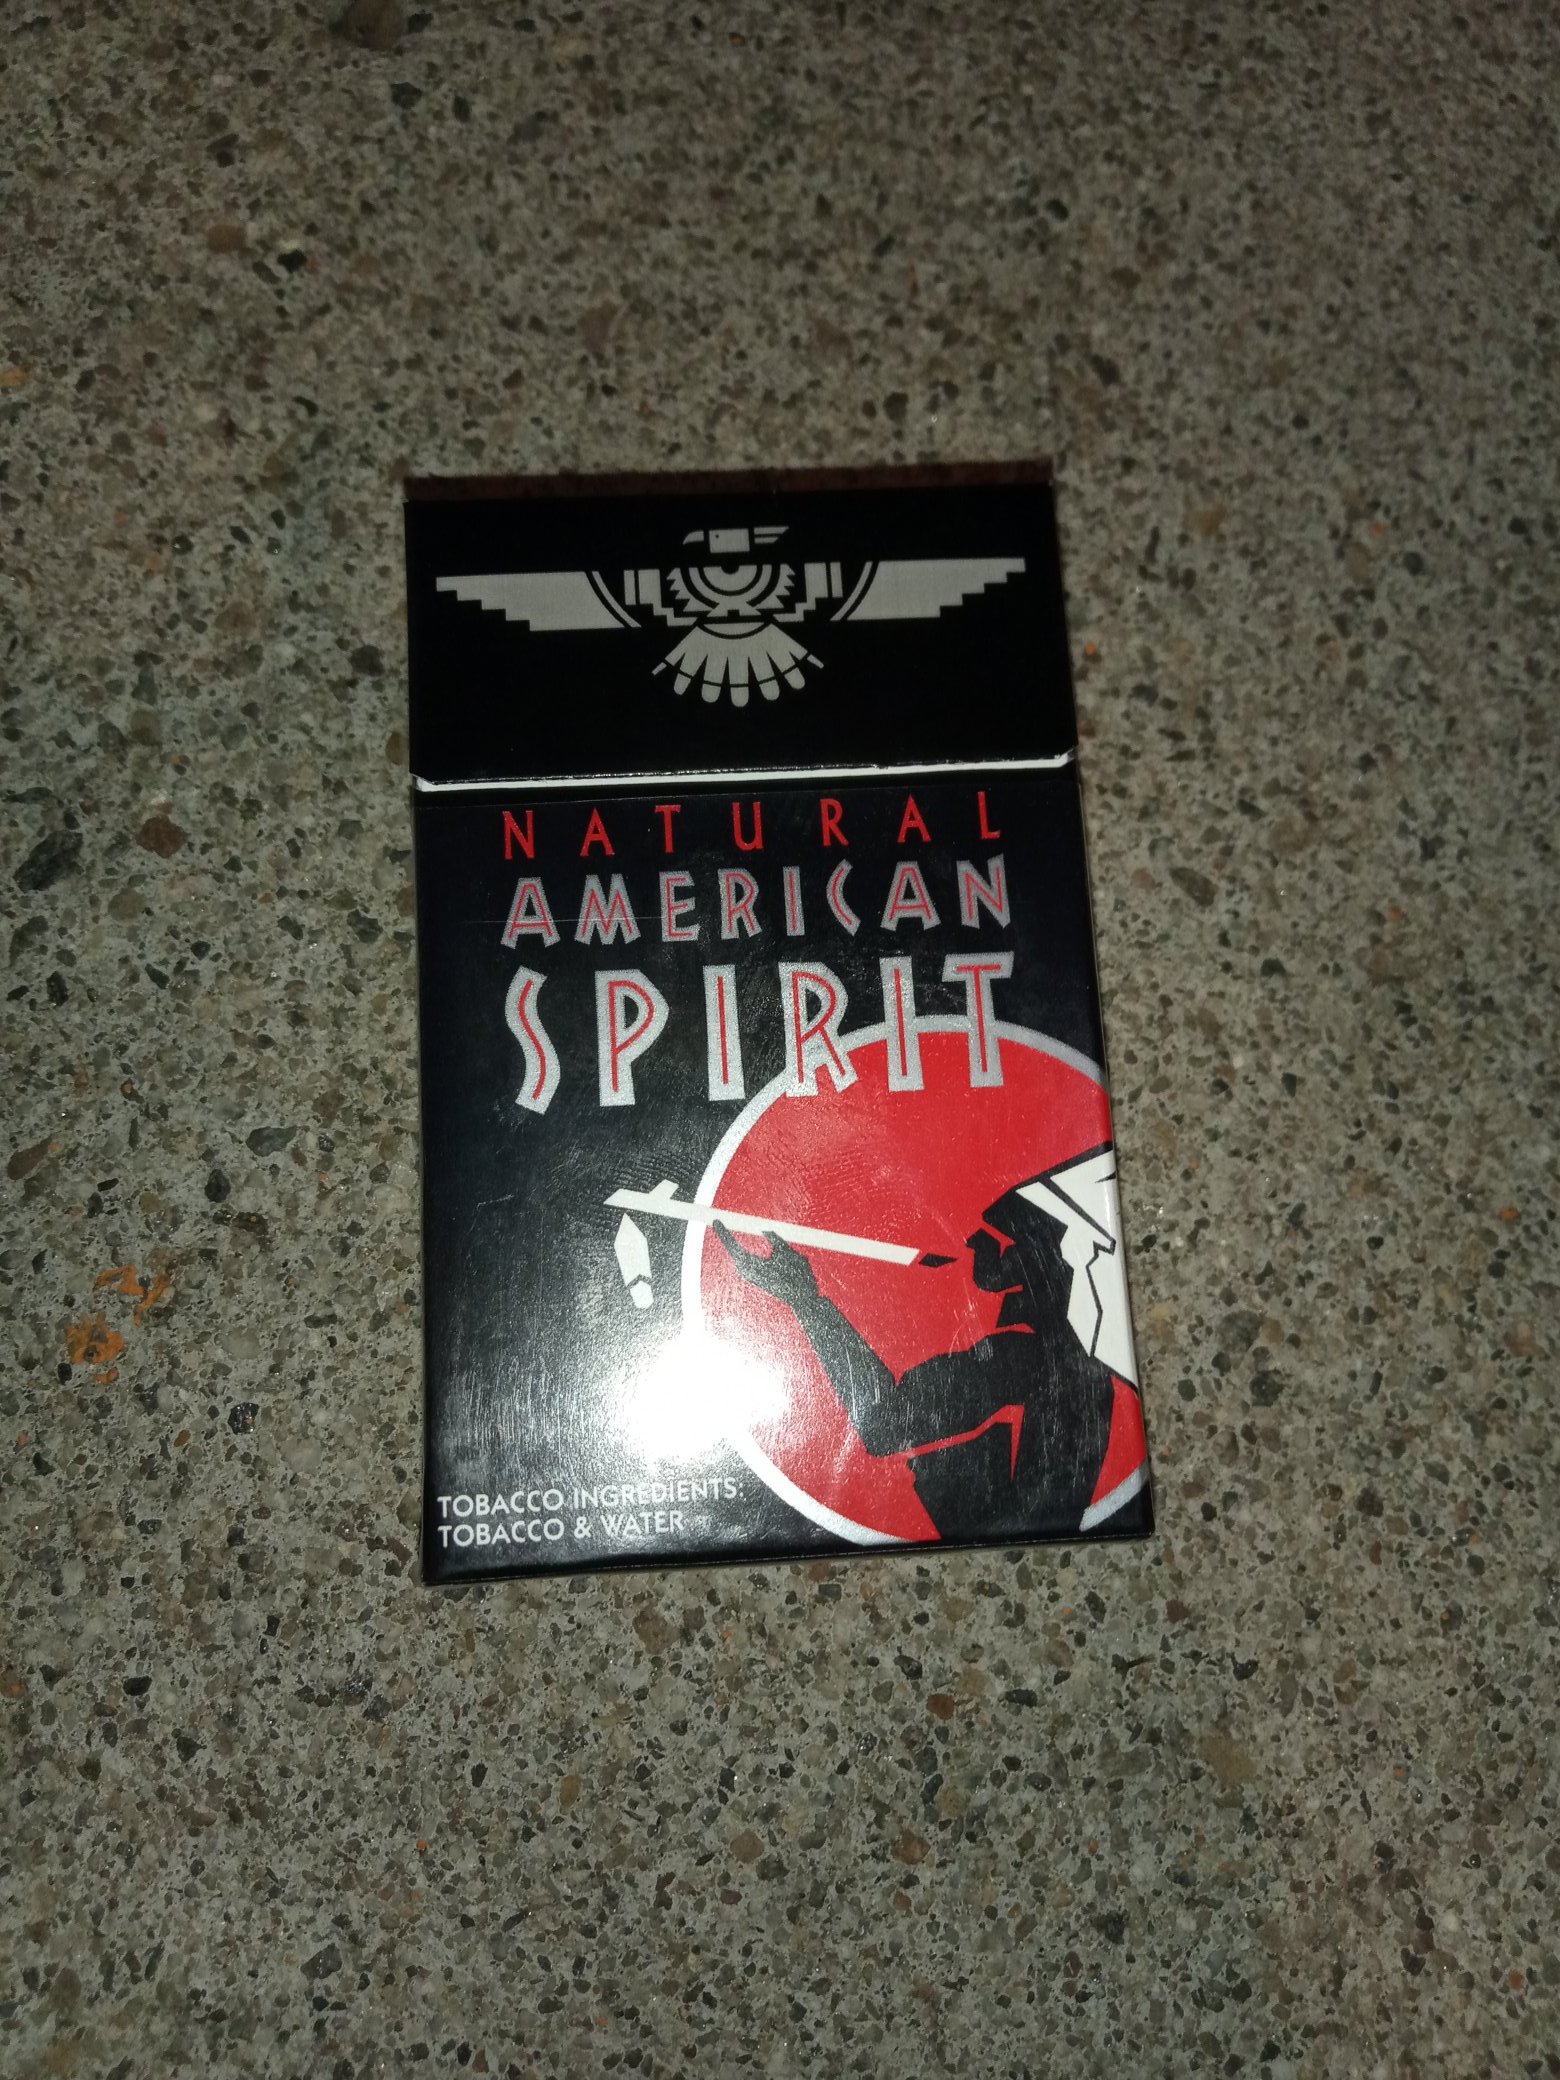 NATURAL
AMERICAN
SPIRIT
TOBACCO INGREDIENTS:
TOBACCO & WATER